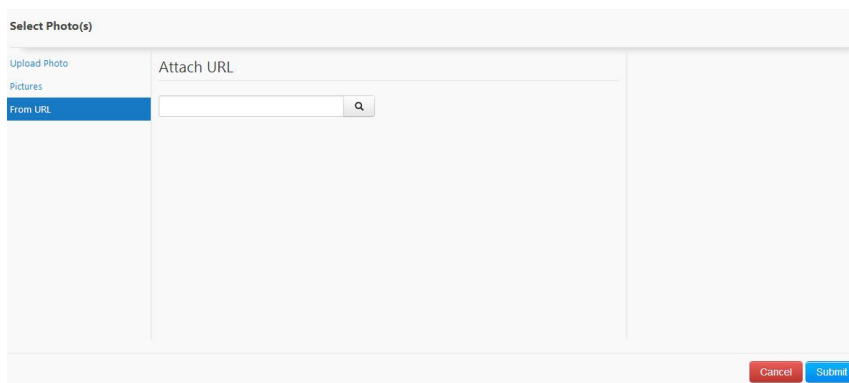 Select Photo(s)
Upload Photo
Pictures
From URL
Attach URL
Cancel
Submit